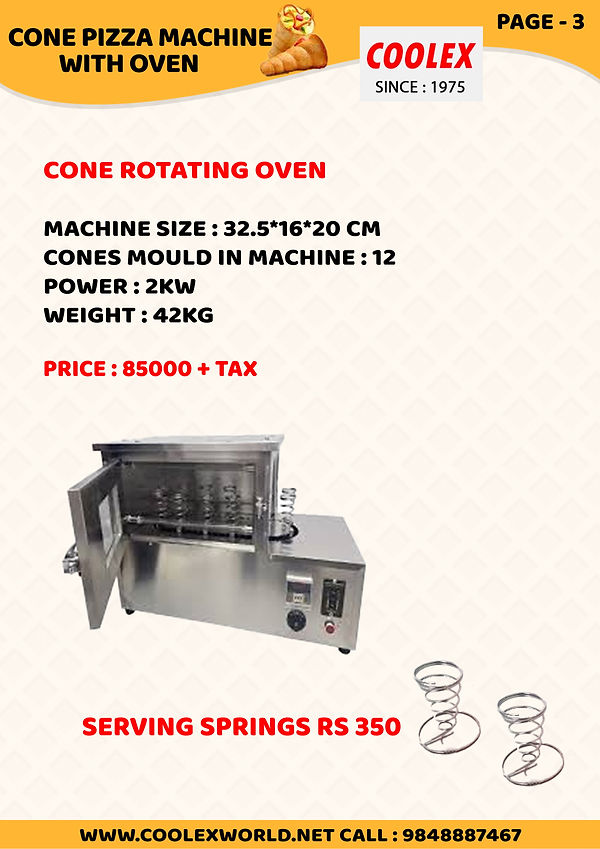 CONE PIZZA MACHINE
WITH OVEN
COOLEX
SINCE : 1975
PAGE - 3
CONE ROTATING OVEN
MACHINE SIZE : 32.5*16*20 CM
CONES MOULD IN MACHINE : 12
POWER : 2KW
WEIGHT : 42KG
PRICE : 85000 + TAX
SERVING SPRINGS RS 350
WWW.COOLEXWORLD.NET CALL : 9848887467